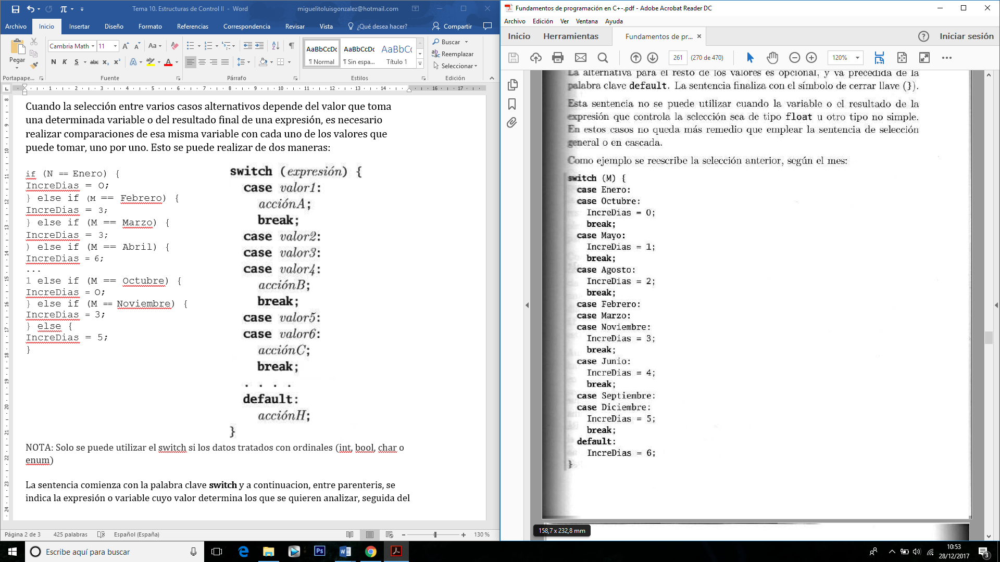 Tema 10. Estructuras de Control II - Word
miguelitoluisgonzalez@hotmail.com
Archivo Inicio Insertar Diseño Formato Referencias Correspondencia Revisar Vista ¿Qué desea hacer? Compartir
Pegar
Cambria Math 11
AaBbCcDc AaBbCcDc AaBbCc
¶ Normal ¶ Sin espa... Título 1
Buscar
Reemplazar
Seleccionar
Portapape... Fuente Párrafo Estilos Edición
Cuando la selección entre varios casos alternativos depende del valor que toma
una determinada variable o del resultado final de una expresión, es necesario
realizar comparaciones de esa misma variable con cada uno de los valores que
puede tomar, uno por uno. Esto se puede realizar de dos maneras:
if (N == Enero) {
IncreDias = O;
} else if (M == Febrero) {
IncreDias = 3;
} else if (M == Marzo) {
IncreDias = 3;
) else if (M == Abril) {
IncreDias = 6;
...
1 else if (M == Octubre) {
IncreDias = O;
} else if (M == Noviembre) {
IncreDias = 3;
} else {
IncreDias = 5;
}
switch (expresión) {
case valor1:
acciónA;
break;
case valor2:
case valor3:
case valor4:
acciónB;
break;
case valor5:
case valor6:
acciónC;
break;
. . . .
default:
acciónH;
}
NOTA: Solo se puede utilizar el switch si los datos tratados con ordinales (int, bool, char o
enum)
La sentencia comienza con la palabra clave switch y a continuacion, entre parenteris, se
indica la expresión o variable cuyo valor determina los que se quieren analizar, seguida del
Página 2 de 3 425 palabras Español (España) 130 %
Fundamentos de programación en C+-.pdf - Adobe Acrobat Reader DC
Archivo Edición Ver Ventana Ayuda
Inicio Herramientas Fundamentos de pr... × Iniciar sesión
261 (270 de 470) 120%
La alternativa para el resto de los valores es opcional, y va precedida de la
palabra clave default. La sentencia finaliza con el símbolo de cerrar llave (}).
Esta sentencia no se puede utilizar cuando la variable o el resultado de la
expresión que controla la selección sea de tipo float u otro tipo no simple.
En estos casos no queda más remedio que emplear la sentencia de selección
general o en cascada.
Como ejemplo se reescribe la selección anterior, según el mes:
switch (M) {
case Enero:
case Octubre:
IncreDias = 0;
break;
case Mayo:
IncreDias = 1;
break;
case Agosto:
IncreDias = 2;
break;
case Febrero:
case Marzo:
case Noviembre:
IncreDias = 3;
break;
case Junio:
IncreDias = 4;
break;
case Septiembre:
case Diciembre:
IncreDias = 5;
break;
default:
IncreDias = 6;
}
158,7 x 232,8 mm
Escribe aquí para buscar
10:53
28/12/2017
3